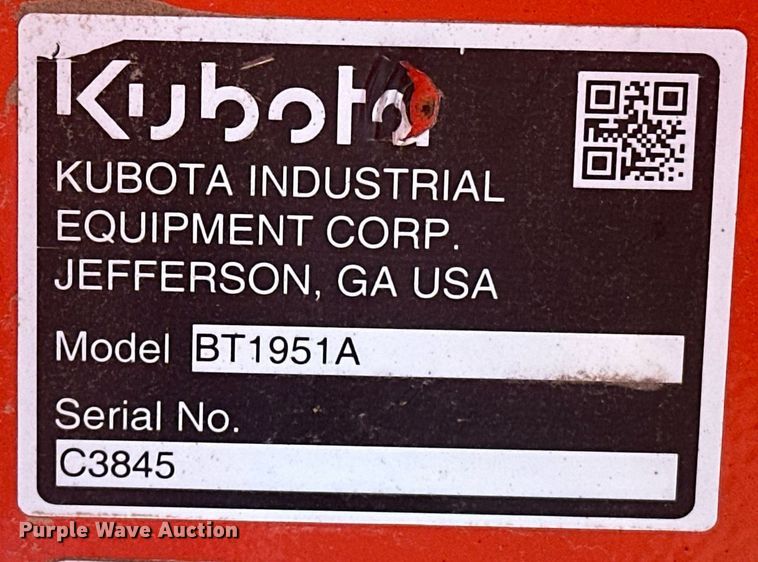 Kubota
KUBOTA INDUSTRIAL
EQUIPMENT CORP.
JEFFERSON, GA USA
Model BT1951A
Serial No.
C3845
Purple Wave Auction